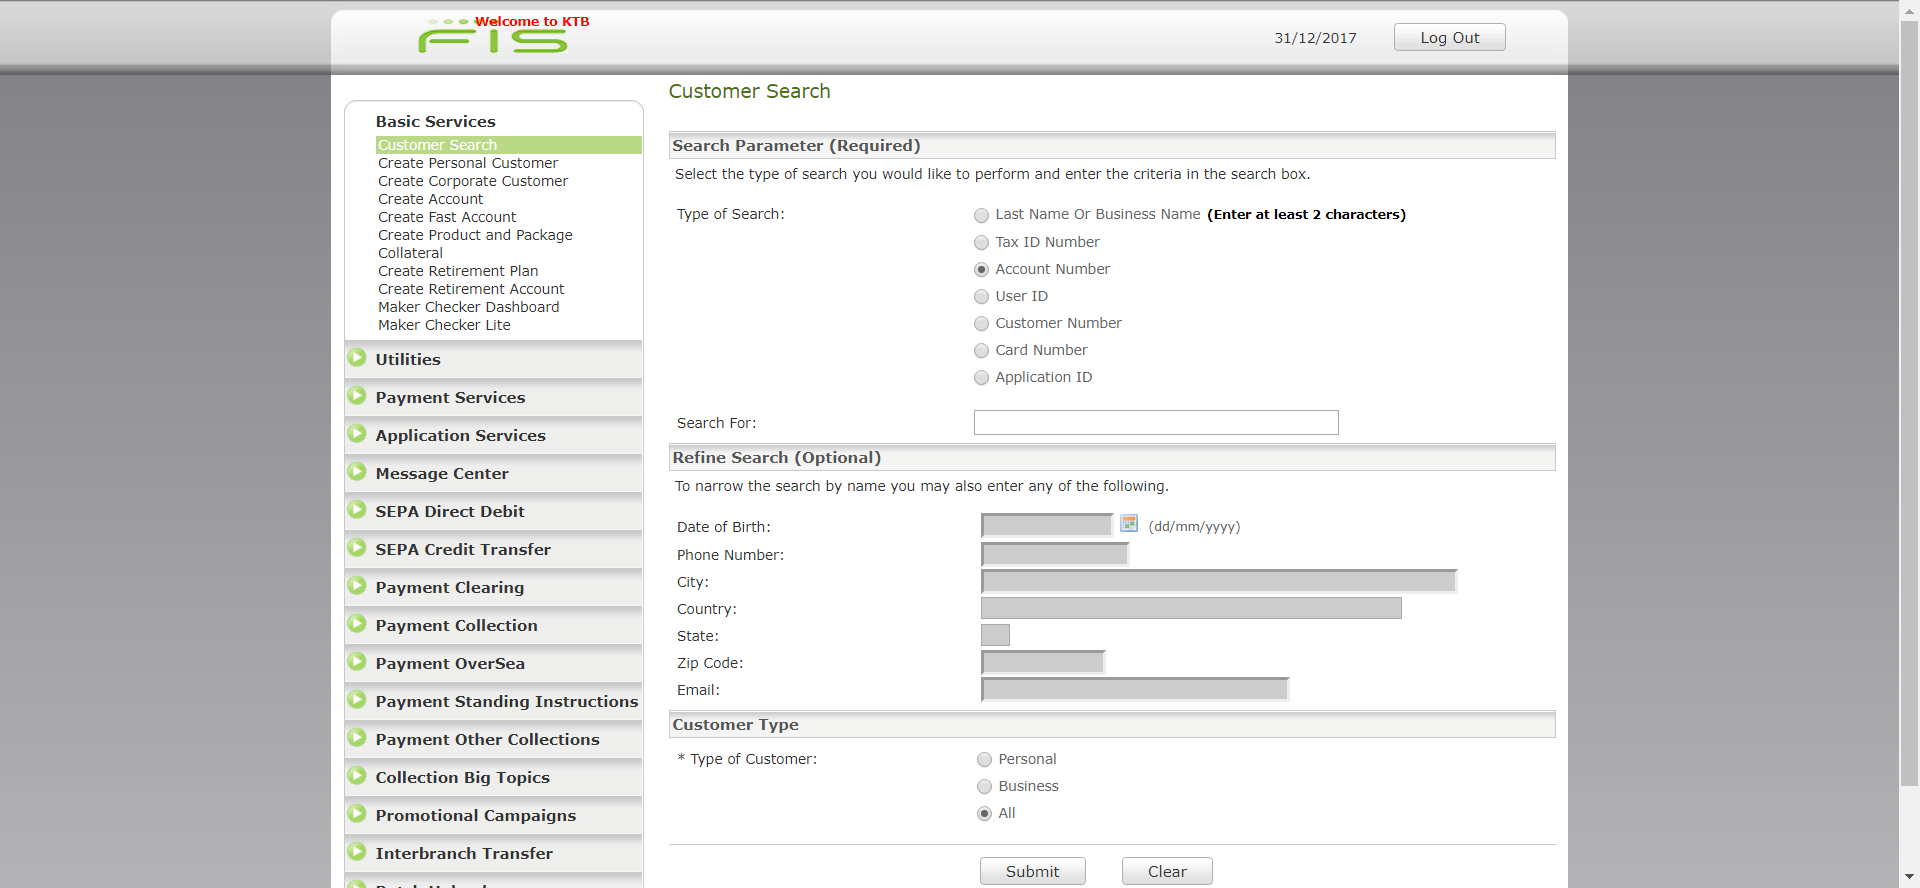 FIS
Welcome to KTB
31/12/2017
Log Out
Basic Services
Customer Search
Create Personal Customer
Create Corporate Customer
Create Account
Create Fast Account
Create Product and Package
Collateral
Create Retirement Plan
Create Retirement Account
Maker Checker Dashboard
Maker Checker Lite
Utilities
Payment Services
Application Services
Message Center
SEPA Direct Debit
SEPA Credit Transfer
Payment Clearing
Payment Collection
Payment OverSea
Payment Standing Instructions
Payment Other Collections
Collection Big Topics
Promotional Campaigns
Interbranch Transfer
Customer Search
Search Parameter (Required)
Select the type of search you would like to perform and enter the criteria in the search box.
Type of Search:
Last Name Or Business Name (Enter at least 2 characters)
Tax ID Number
Account Number
User ID
Customer Number
Card Number
Application ID
Search For:
Refine Search (Optional)
To narrow the search by name you may also enter any of the following.
Date of Birth: (dd/mm/yyyy)
Phone Number:
City:
Country:
State:
Zip Code:
Email:
Customer Type
* Type of Customer:
Personal
Business
All
Submit Clear